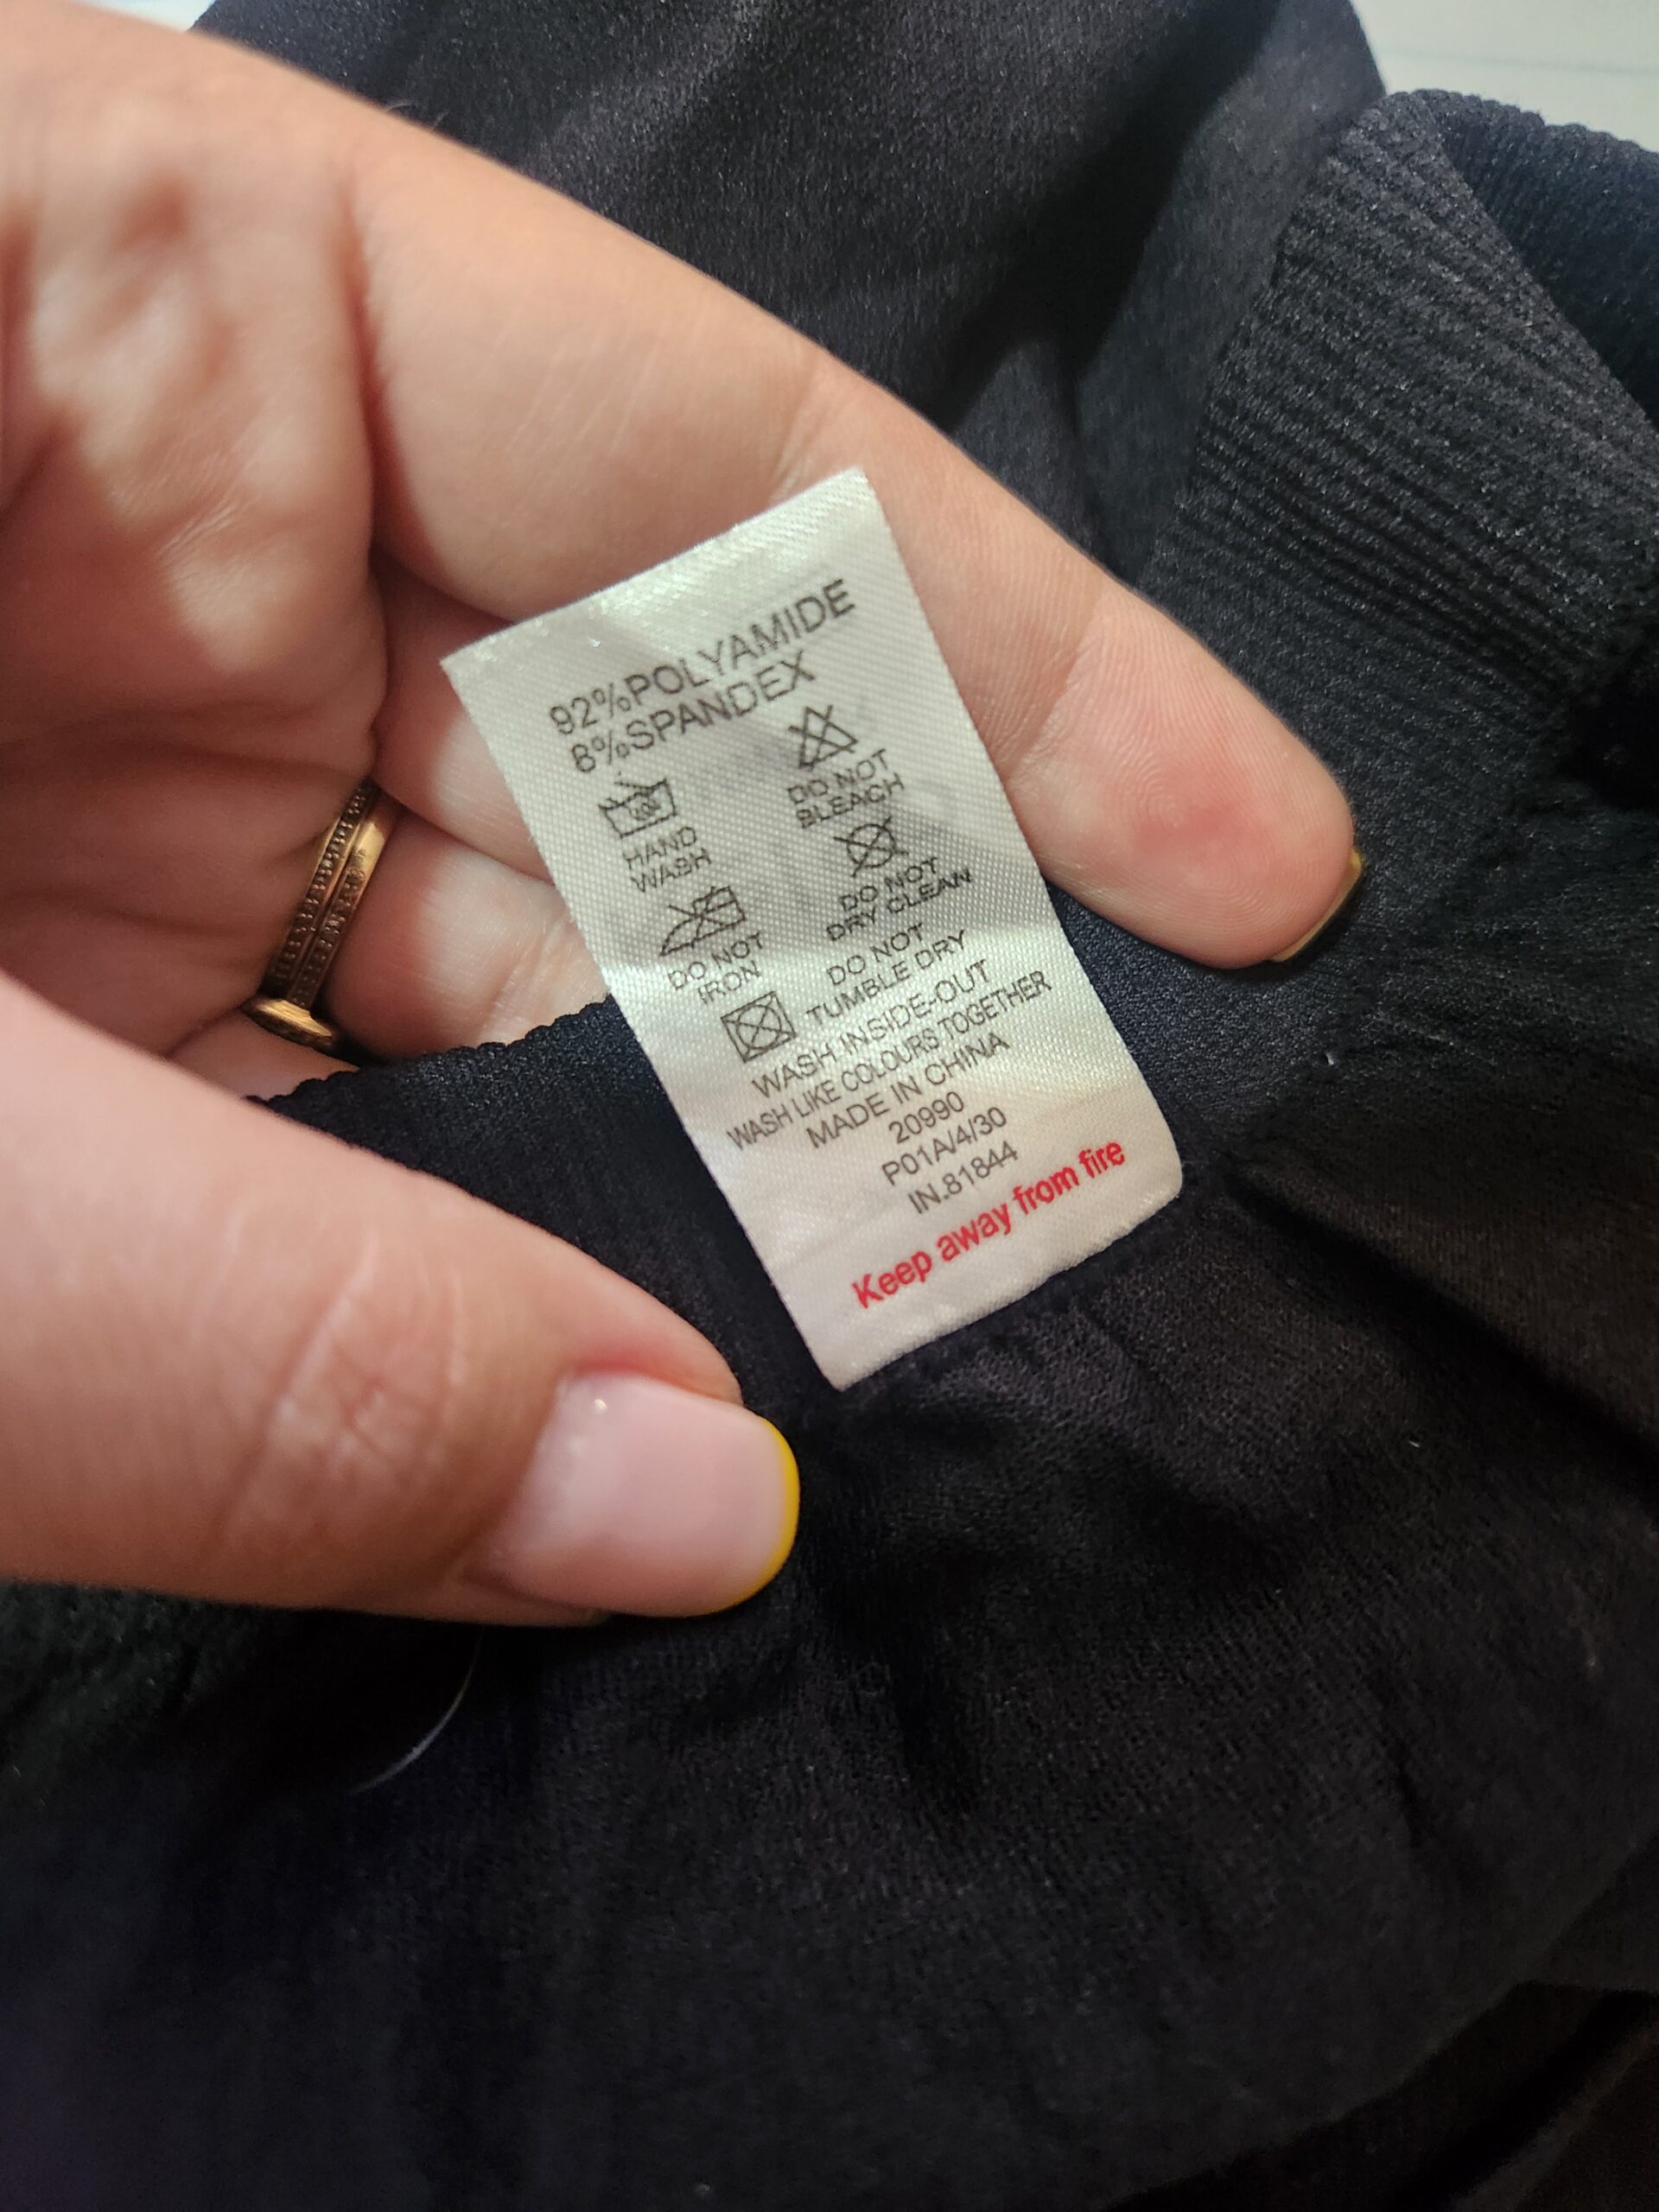 92%POLYAMIDE
8%SPANDEX
40°
HAND
WASH
DO NOT
BLEACH
DO NOT
IRON
DO NOT
DRY CLEAN
DO NOT
TUMBLE DRY
WASH INSIDE-OUT
WASH LIKE COLOURS TOGETHER
MADE IN CHINA
20990
P01A/4/30
IN.81844
Keep away from fire